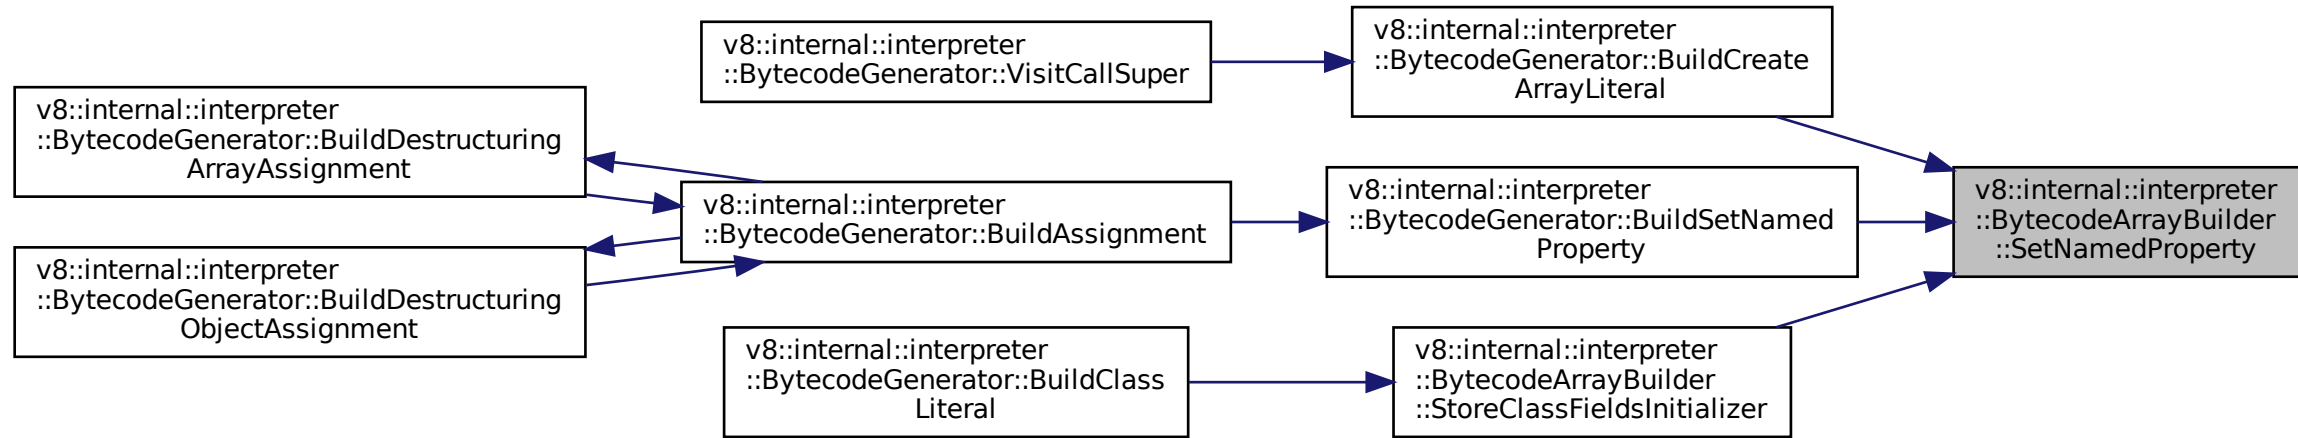 v8::internal::interpreter
::BytecodeGenerator::BuildDestructuring
ArrayAssignment
v8::internal::interpreter
::BytecodeGenerator::BuildDestructuring
ObjectAssignment
v8::internal::interpreter
::BytecodeGenerator::VisitCallSuper
v8::internal::interpreter
::BytecodeGenerator::BuildAssignment
v8::internal::interpreter
::BytecodeGenerator::BuildClass
Literal
v8::internal::interpreter
::BytecodeGenerator::BuildCreate
ArrayLiteral
v8::internal::interpreter
::BytecodeGenerator::BuildSetNamed
Property
v8::internal::interpreter
::BytecodeArrayBuilder
::StoreClassFieldsInitializer
v8::internal::interpreter
::BytecodeArrayBuilder
::SetNamedProperty